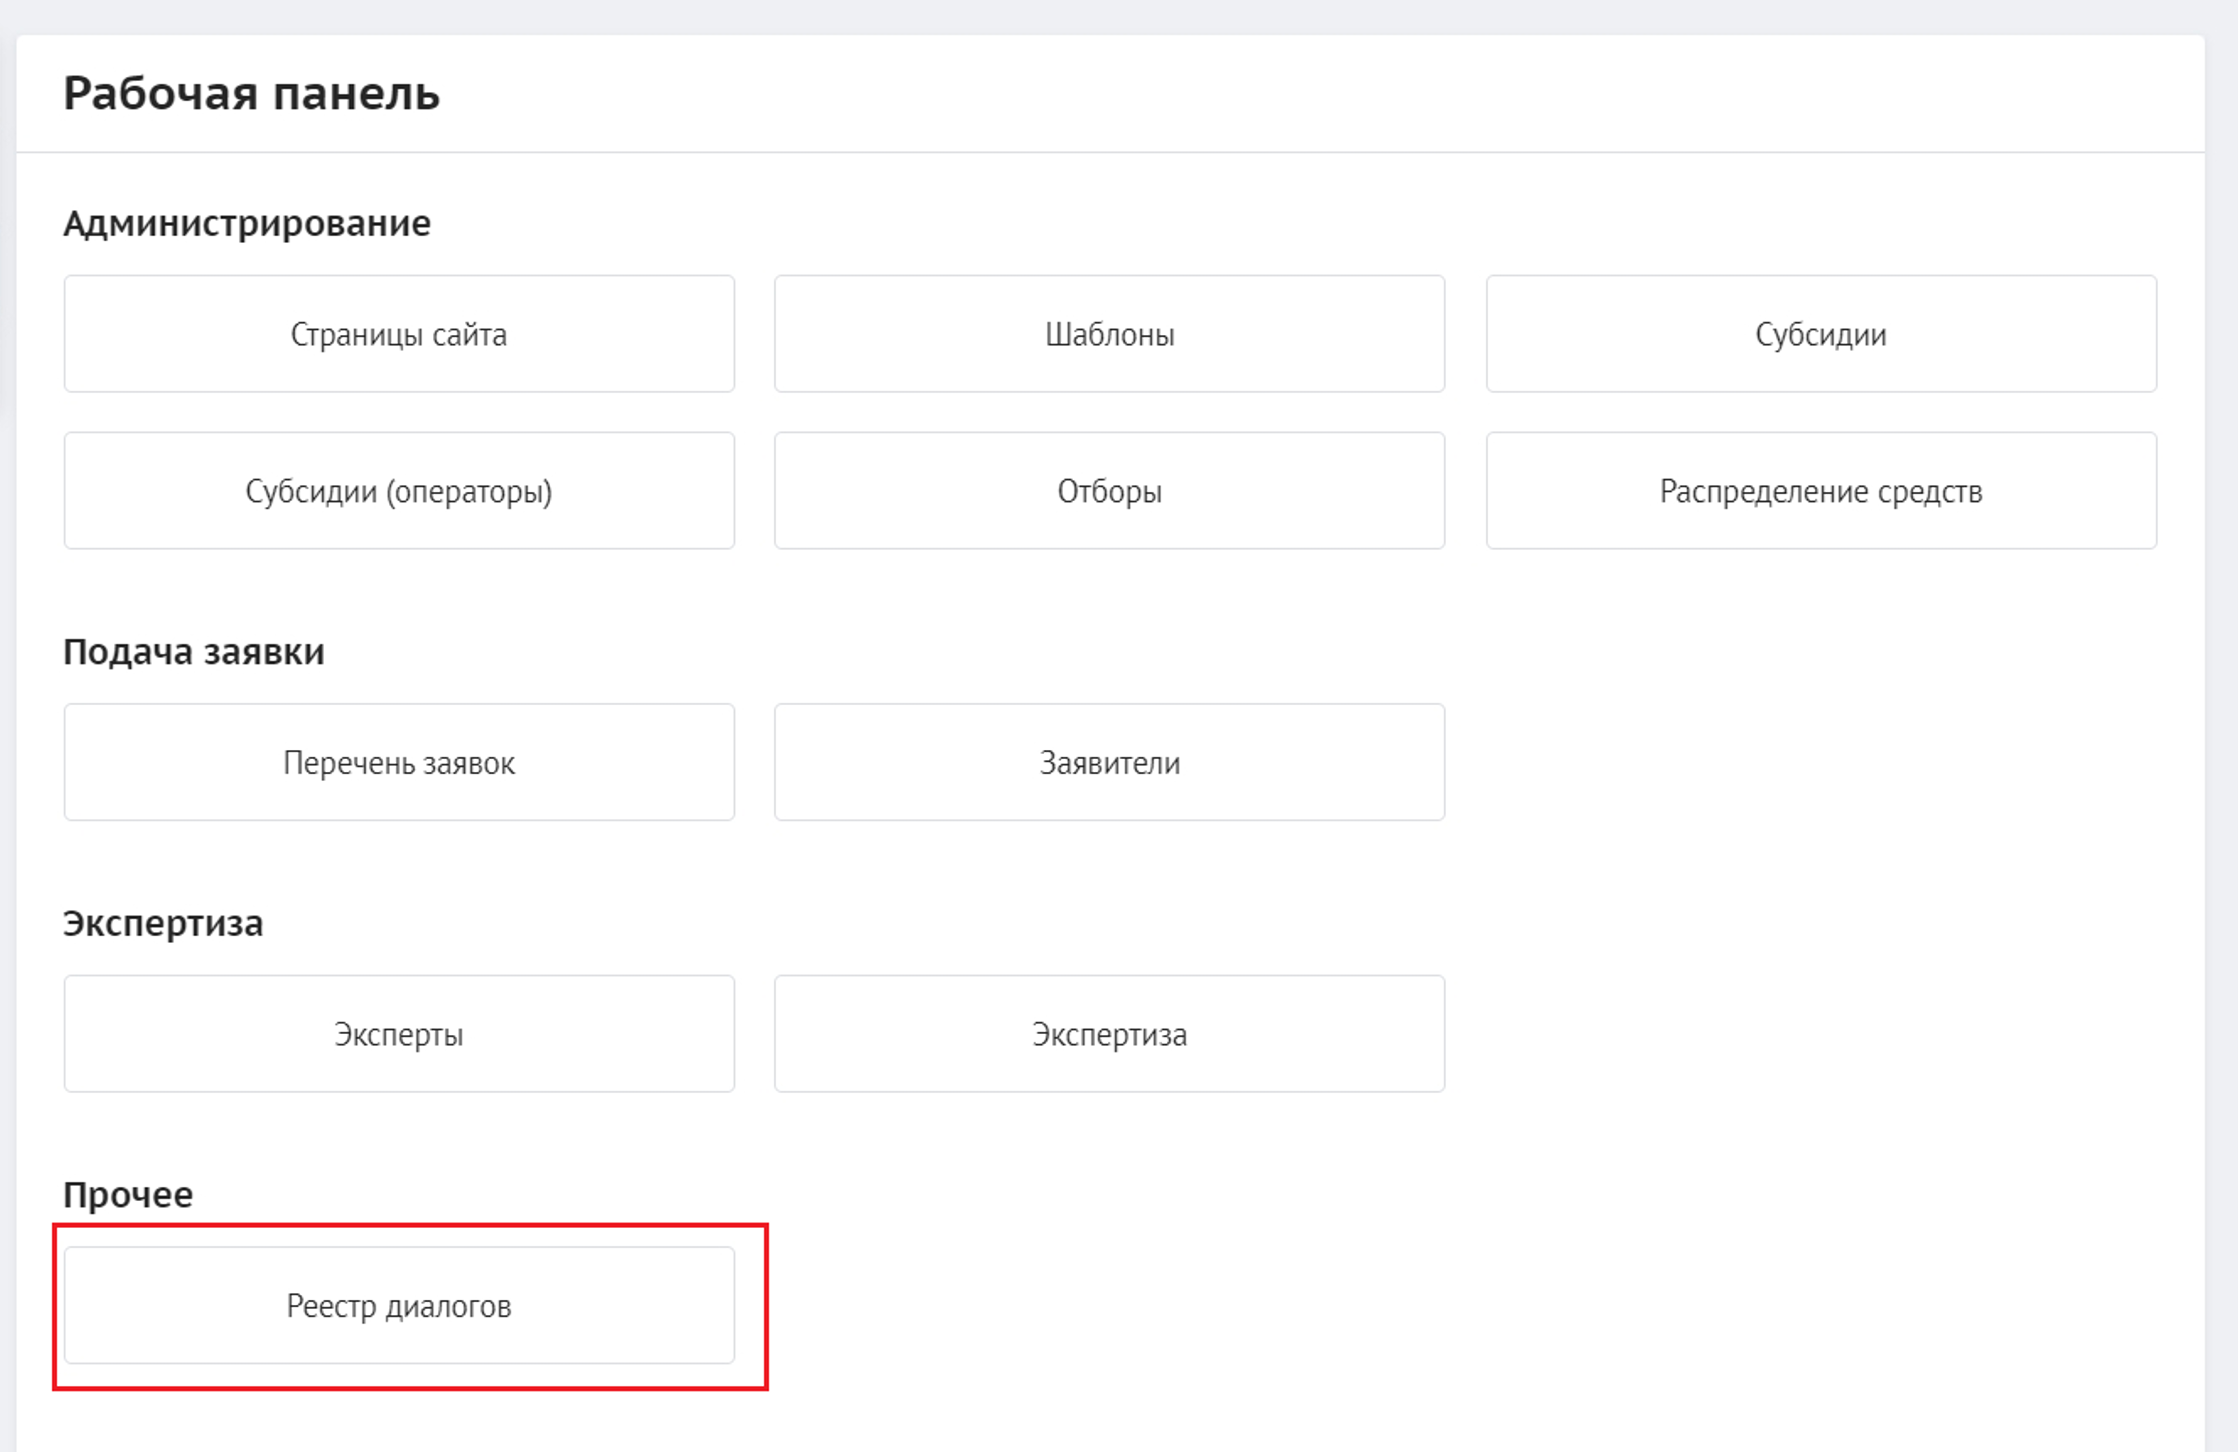 Рабочая панель
Администрирование
Страницы сайта
Шаблоны
Субсидии
Субсидии (операторы)
Отборы
Распределение средств
Подача заявки
Перечень заявок
Заявители
Экспертиза
Эксперты
Экспертиза
Прочее
Реестр диалогов